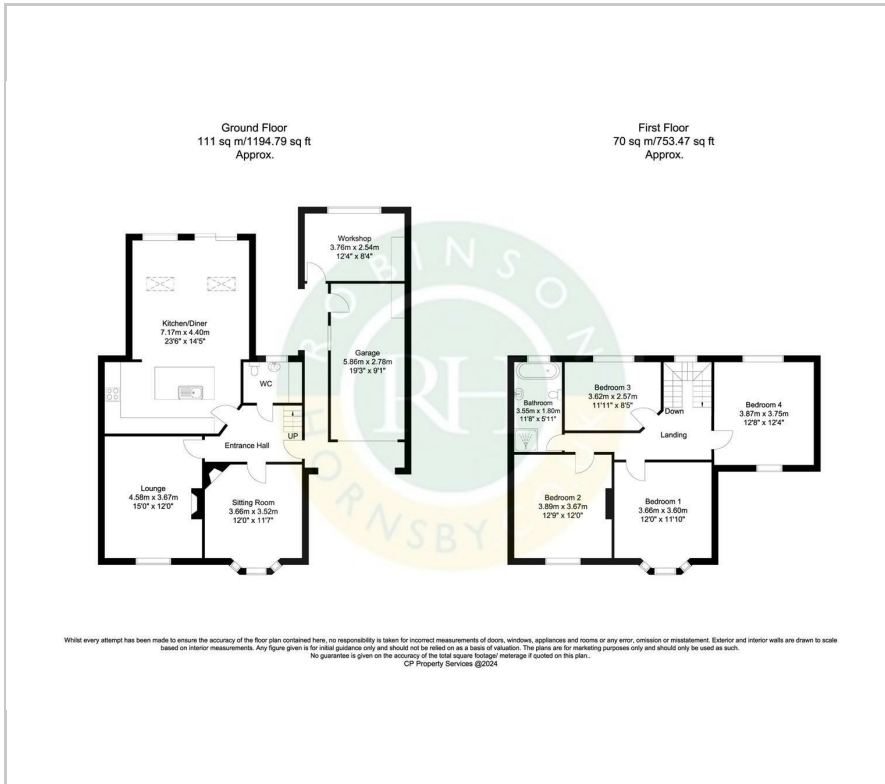 Ground Floor
111 sq m/1194.79 sq ft
Approx.
First Floor
70 sq m/753.47 sq ft
Approx.
Workshop
3.76m x 2.54m
12'4" x 8'4"
Kitchen/Diner
7.17m x 4.40m
23'6" x 14'5"
Garage
5.86m x 2.78m
19'3" x 9'1"
WC
Entrance Hall
UP
Lounge
4.58m x 3.67m
15'0" x 12'0"
Sitting Room
3.66m x 3.52m
12'0" x 11'7"
Bathroom
3.55m x 1.80m
11'8" x 5'11"
Bedroom 3
3.62m x 2.57m
11'11" x 8'5"
Down
Landing
Bedroom 4
3.87m x 3.75m
12'8" x 12'4"
Bedroom 2
3.89m x 3.67m
12'9" x 12'0"
Bedroom 1
3.66m x 3.60m
12'0" x 11'10"
ROBINSON
RH
HORNSBY
Whilst every attempt has been made to ensure the accuracy of the floor plan contained here, no responsibility is taken for incorrect measurements of doors, windows, appliances and rooms or any error, omission or misstatement. Exterior and interior walls are drawn to scale
based on interior measurements. Any figure given is for initial guidance only and should not be relied on as a basis of valuation. The plans are for marketing purposes only and should only be used as such.
No guarantee is given on the accuracy of the total square footage/ meterage if quoted on this plan..
CP Property Services @2024